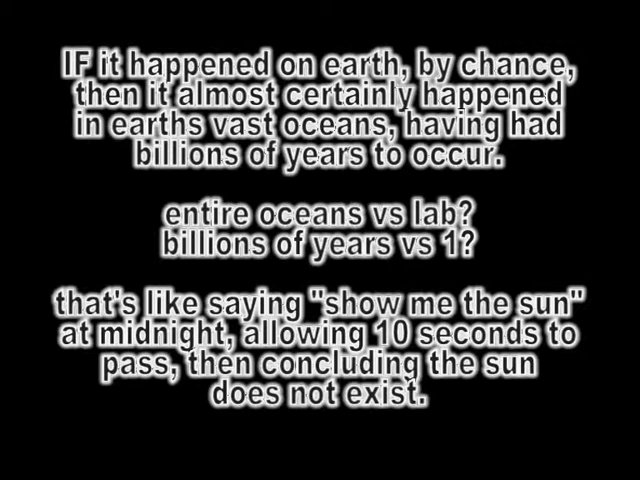 IF it happened on earth, by chance,
then it almost certainly happened
in earths vast oceans, having had
billions of years to occur.
entire oceans vs lab?
billions of years vs 1?
that's like saying "show me the sun"
at midnight, allowing 10 seconds to
pass, then concluding the sun
does not exist.